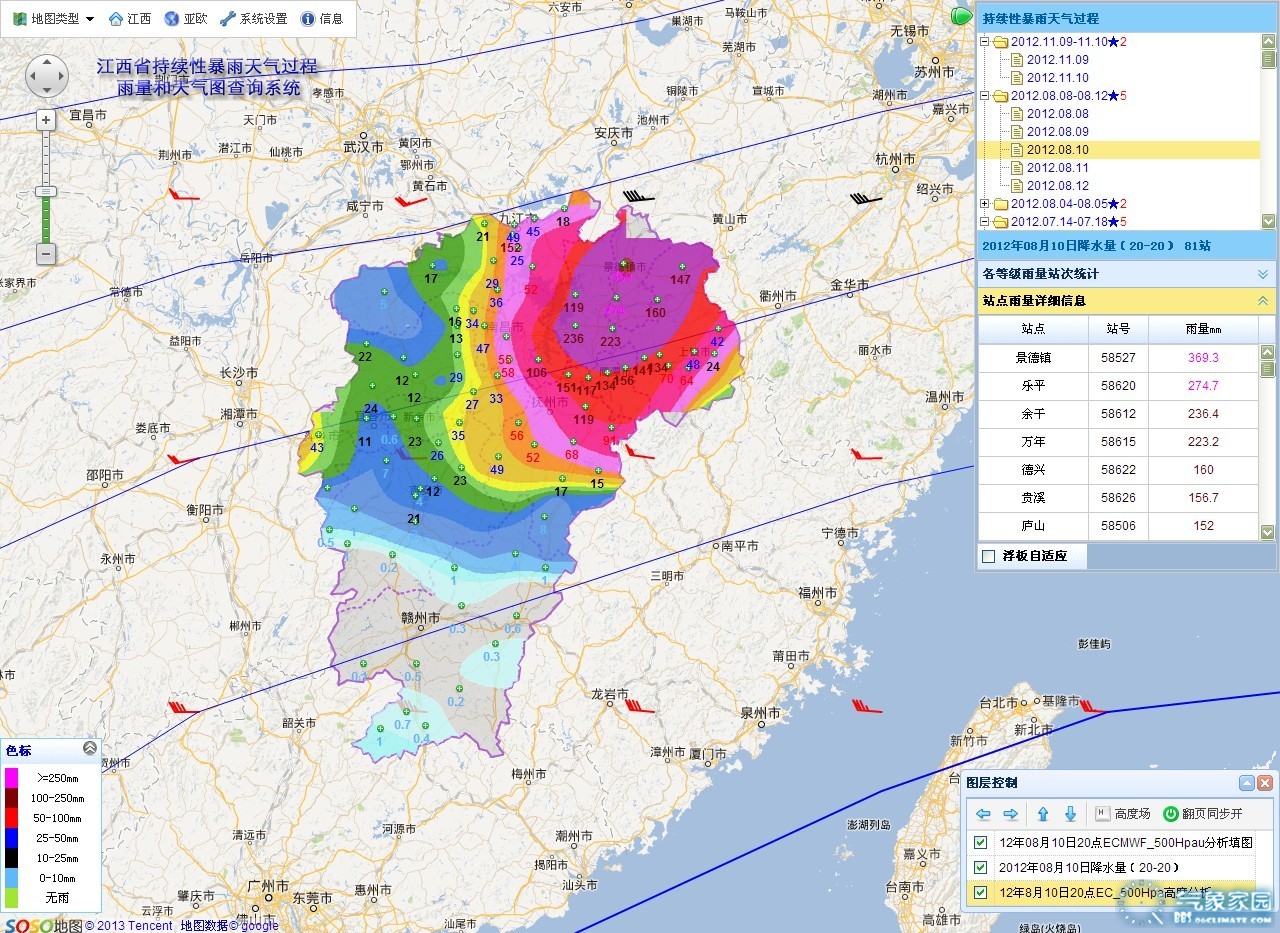 地图类型 江西 亚欧 系统设置 信息
江西省持续性暴雨天气过程
雨量和天气图查询系统
六安市
巢湖市
马鞍山市
芜湖市
无锡市
苏州市
湖州市
嘉兴市
铜陵市
宣城市
池州市
安庆市
杭州市
绍兴市
黄山市
宜昌市
荆门市
孝感市
天门市
武汉市
黄冈市
鄂州市
黄石市
荆州市
潜江市
仙桃市
咸宁市
岳阳市
张家界市
常德市
益阳市
长沙市
湘潭市
娄底市
邵阳市
衡阳市
永州市
郴州市
韶关市
贺州市
九江市
景德镇市
南昌市
上饶市
抚州市
新余市
宜春市
赣州市
衢州市
金华市
丽水市
温州市
宁德市
南平市
三明市
福州市
莆田市
龙岩市
泉州市
漳州市
厦门市
梅州市
河源市
潮州市
揭阳市
汕头市
清远市
肇庆市
广州市
惠州市
东莞市
云浮市
佛山市
汕尾市
彭佳屿
台北市
基隆市
新北市
新竹市
澎湖列岛
嘉义市
台南市
高雄市
绿岛(火烧岛)
18
21
49
45
152
25
17
29
52
147
5
36
119
160
16
34
236
223
13
47
42
22
55
106
141
134
48
24
29
58
151
117
134
156
70
64
12
12
27
33
24
119
11
0.6
23
35
56
91
43
26
52
68
7
49
23
15
12
17
21
8
0.5
1
0.2
1
1
0.3
0.6
0.3
0.5
0.2
0.7
0.4
1
持续性暴雨天气过程
2012.11.09-11.10★2
2012.11.09
2012.11.10
2012.08.08-08.12★5
2012.08.08
2012.08.09
2012.08.10
2012.08.11
2012.08.12
2012.08.04-08.05★2
2012.07.14-07.18★5
2012年08月10日降水量(20-20) 81站
各等级雨量站次统计
站点雨量详细信息
站点 站号 雨量mm
景德镇 58527 369.3
乐平 58620 274.7
余干 58612 236.4
万年 58615 223.2
德兴 58622 160
贵溪 58626 156.7
庐山 58506 152
浮板自适应
色标
>=250mm
100-250mm
50-100mm
25-50mm
10-25mm
0-10mm
无雨
SOSO地图 © 2013 Tencent 地图数据© google
图层控制
H 高度场 翻页同步开
12年08月10日20点ECMWF_500Hpau分析填图
2012年08月10日降水量(20-20)
12年8月10日20点EC_500Hpa高度分析
气象家园
BBS.06CLIMATE.COM